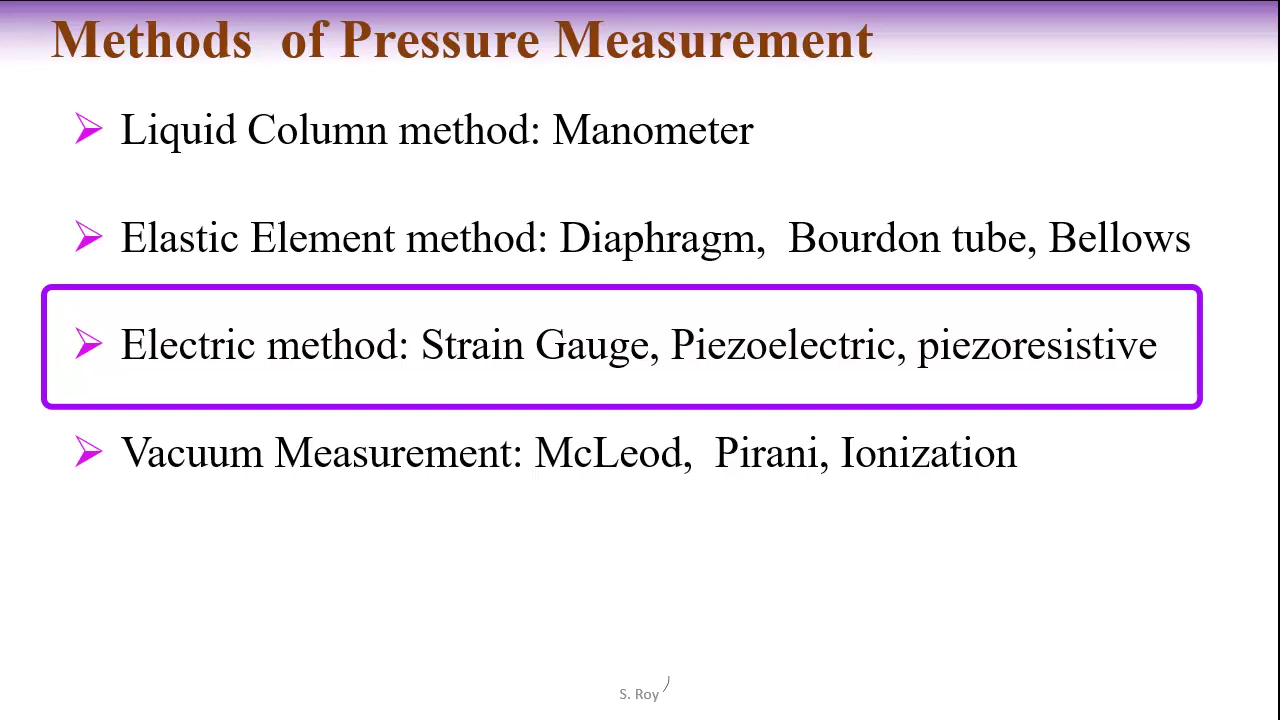 Methods of Pressure Measurement
Liquid Column method: Manometer
Elastic Element method: Diaphragm, Bourdon tube, Bellows
Electric method: Strain Gauge, Piezoelectric, piezoresistive
Vacuum Measurement: McLeod, Pirani, Ionization
S. Roy